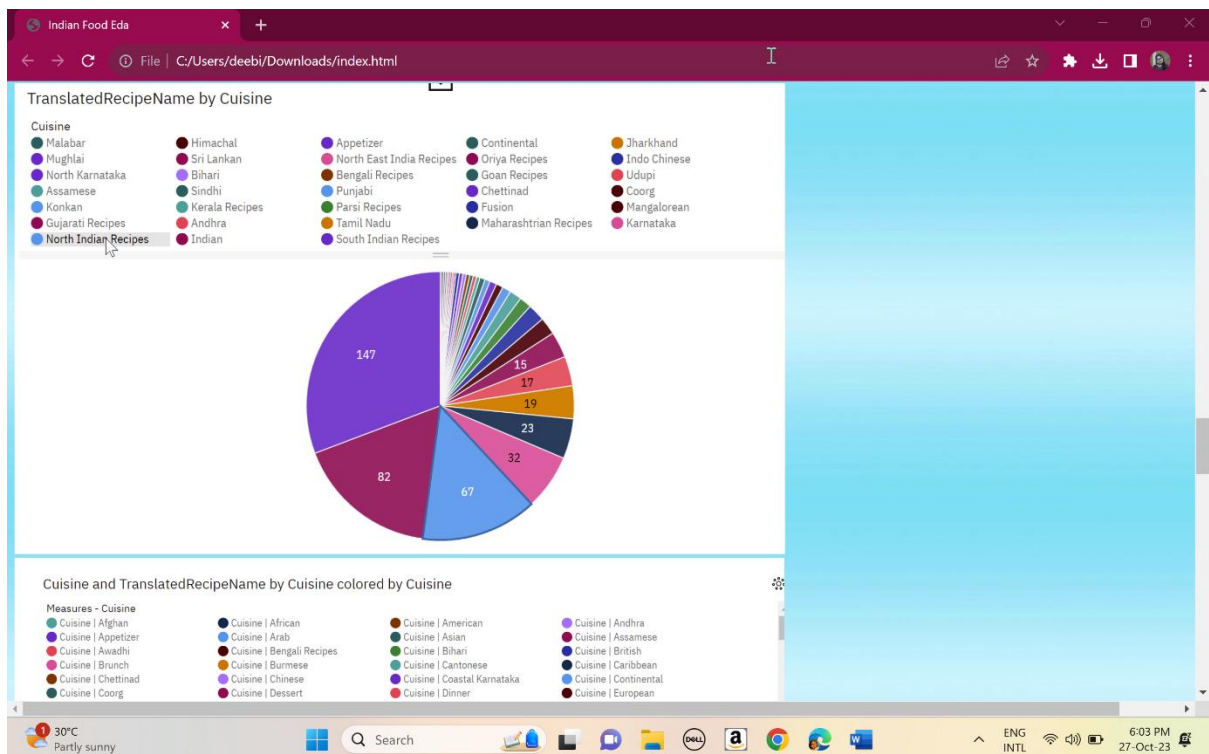 Indian Food Eda
File | C:/Users/deebi/Downloads/index.html
TranslatedRecipeName by Cuisine
Cuisine
Malabar Himachal Appetizer Continental Jharkhand
Mughlai Sri Lankan North East India Recipes Oriya Recipes Indo Chinese
North Karnataka Bihari Bengali Recipes Goan Recipes Udupi
Assamese Sindhi Punjabi Chettinad Coorg
Konkan Kerala Recipes Parsi Recipes Fusion Mangalorean
Gujarati Recipes Andhra Tamil Nadu Maharashtrian Recipes Karnataka
North Indian Recipes Indian South Indian Recipes
147
15
17
19
23
32
82
67
Cuisine and TranslatedRecipeName by Cuisine colored by Cuisine
Measures - Cuisine
Cuisine | Afghan Cuisine | African Cuisine | American Cuisine | Andhra
Cuisine | Appetizer Cuisine | Arab Cuisine | Asian Cuisine | Assamese
Cuisine | Awadhi Cuisine | Bengali Recipes Cuisine | Bihari Cuisine | British
Cuisine | Brunch Cuisine | Burmese Cuisine | Cantonese Cuisine | Caribbean
Cuisine | Chettinad Cuisine | Chinese Cuisine | Coastal Karnataka Cuisine | Continental
Cuisine | Coorg Cuisine | Dessert Cuisine | Dinner Cuisine | European
1
30°C
Partly sunny
Search
DELL
a
W
ENG
INTL
6:03 PM
27-Oct-23